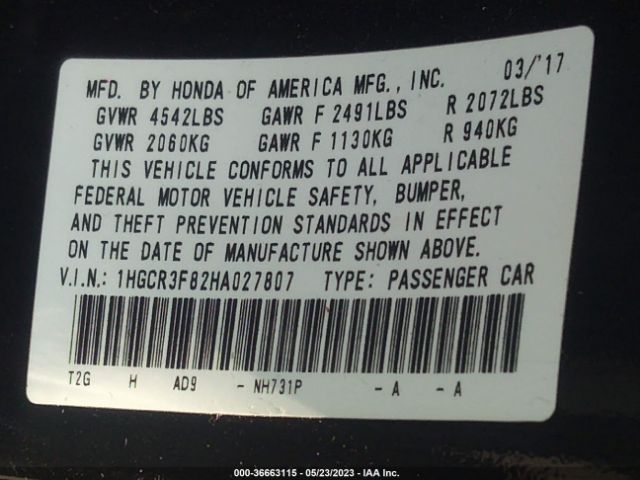 MFD. BY HONDA OF AMERICA MFG., INC. 03/'17
GVWR 4542LBS GAWR F 2491LBS R 2072LBS
GVWR 2060KG GAWR F 1130KG R 940KG
THIS VEHICLE CONFORMS TO ALL APPLICABLE
FEDERAL MOTOR VEHICLE SAFETY, BUMPER,
AND THEFT PREVENTION STANDARDS IN EFFECT
ON THE DATE OF MANUFACTURE SHOWN ABOVE.
V.I.N.: 1HGCR3F82HA027807 TYPE: PASSENGER CAR
T2G H AD9 - NH731P - A - A
000-36663115 - 05/23/2023 - IAA Inc.